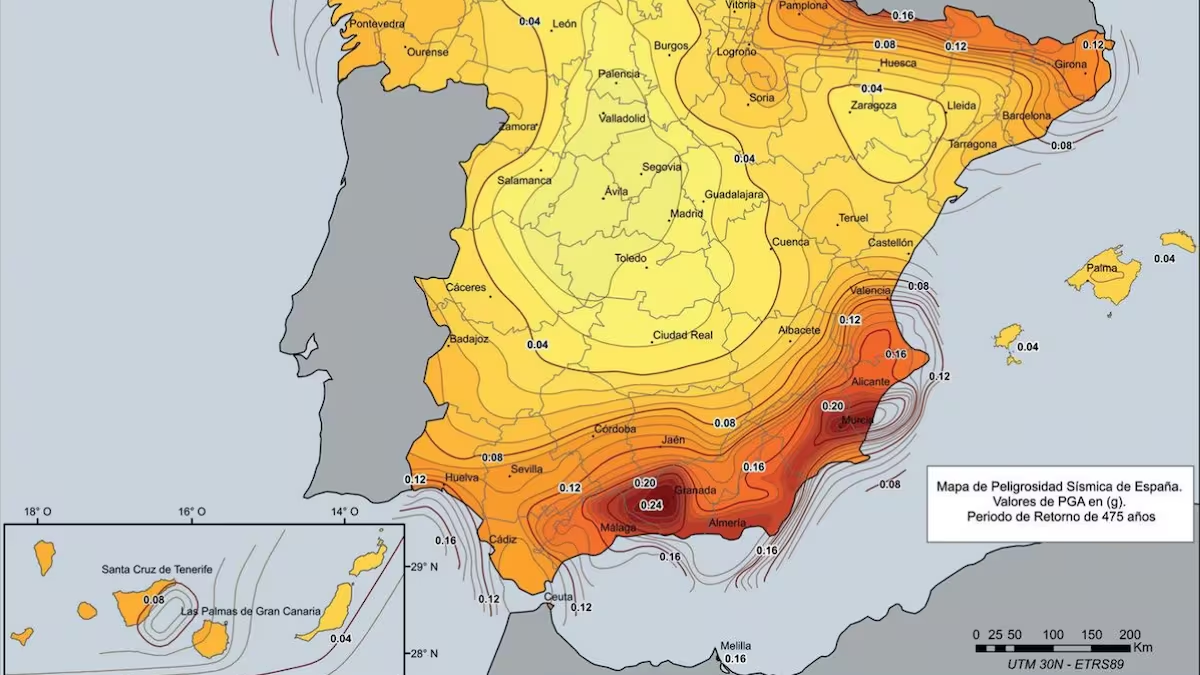 Vitoria
Pamplona
0.16
Pontevedra
0.04
León
Burgos
Logroño
0.08
0.12
0.12
Ourense
Huesca
Girona
Palencia
0.04
Soria
Zaragoza
Lleida
Valladolid
Barcelona
Zamora
Tarragona
0.08
0.04
Segovia
Salamanca
Ávila
Guadalajara
Madrid
Teruel
Cuenca
Castellón
Toledo
Palma
0.04
Cáceres
Valencia
0.08
0.12
Badajoz
0.04
Ciudad Real
Albacete
0.16
0.04
Alicante
0.12
0.20
Murcia
0.08
Córdoba
Jaén
0.08
Sevilla
0.16
0.12
Huelva
0.12
0.20
Granada
0.24
0.08
Mapa de Peligrosidad Sísmica de España.
Valores de PGA en (g).
Periodo de Retorno de 475 años
Málaga
Almería
Cádiz
0.16
0.16
0.16
0.12
Ceuta
0.12
Melilla
0.16
18° O
16° O
14° O
Santa Cruz de Tenerife
29° N
0.08
Las Palmas de Gran Canaria
0.04
28° N
0 25 50 100 150 200
Km
UTM 30N - ETRS89